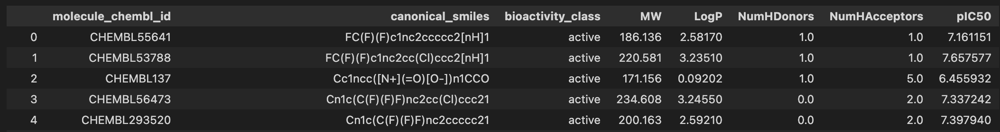 molecule_chembl_id canonical_smiles bioactivity_class MW LogP NumHDonors NumHAcceptors pIC50
0 CHEMBL55641 FC(F)(F)c1nc2ccccc2[nH]1 active 186.136 2.58170 1.0 1.0 7.161151
1 CHEMBL53788 FC(F)(F)c1nc2cc(Cl)ccc2[nH]1 active 220.581 3.23510 1.0 1.0 7.657577
2 CHEMBL137 Cc1ncc([N+](=O)[O-])n1CCO active 171.156 0.09202 1.0 5.0 6.455932
3 CHEMBL56473 Cn1c(C(F)(F)F)nc2cc(Cl)ccc21 active 234.608 3.24550 0.0 2.0 7.337242
4 CHEMBL293520 Cn1c(C(F)(F)F)nc2ccccc21 active 200.163 2.59210 0.0 2.0 7.397940